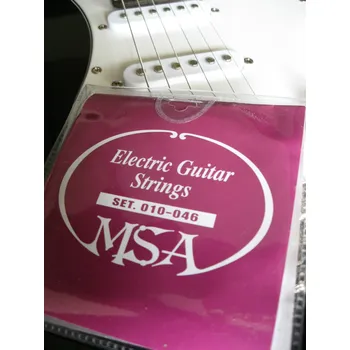 Electric Guitar
Strings
SET. 010-046
MSA